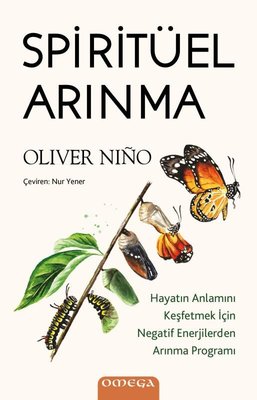 SPİRİTÜEL
ARINMA
OLIVER NIÑO
Çeviren: Nur Yener
Hayatın Anlamını
Keşfetmek İçin
Negatif Enerjilerden
Arınma Programı
OMEGA